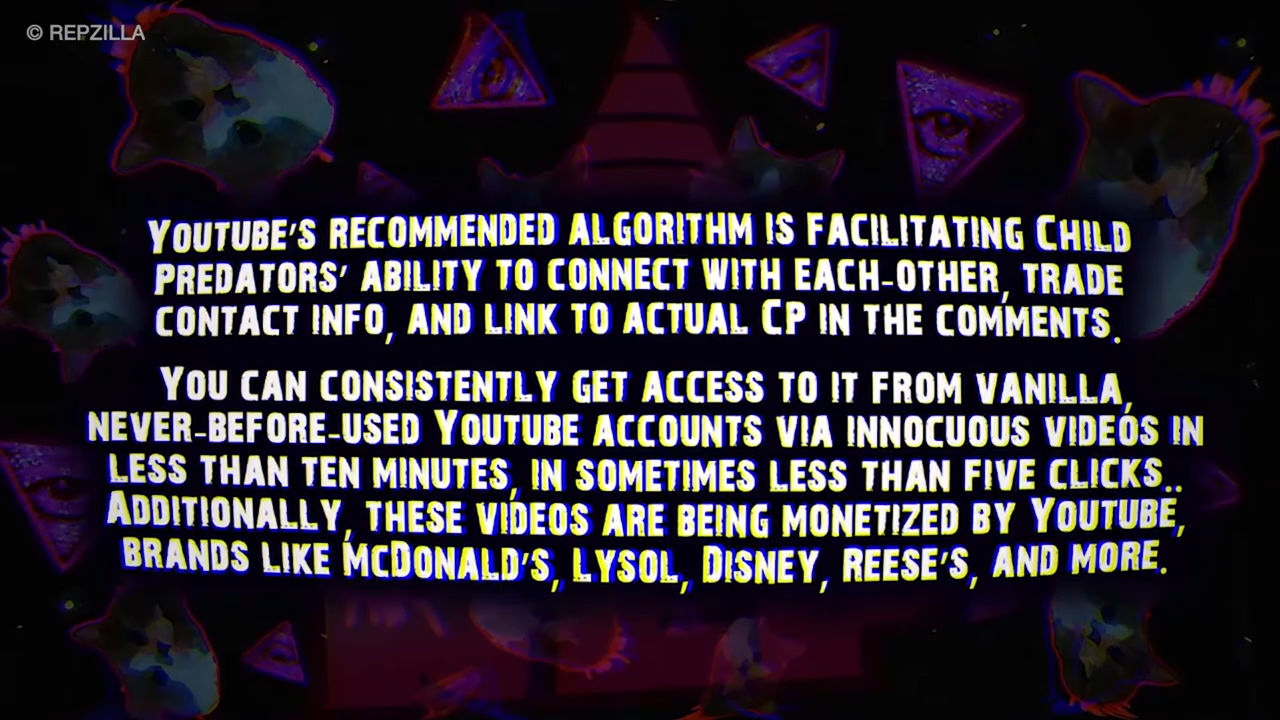 © REPZILLA
YOUTUBE'S RECOMMENDED ALGORITHM IS FACILITATING CHILD
PREDATORS' ABILITY TO CONNECT WITH EACH-OTHER, TRADE
CONTACT INFO, AND LINK TO ACTUAL CP IN THE COMMENTS.
YOU CAN CONSISTENTLY GET ACCESS TO IT FROM VANILLA,
NEVER-BEFORE-USED YOUTUBE ACCOUNTS VIA INNOCUOUS VIDEOS IN
LESS THAN TEN MINUTES, IN SOMETIMES LESS THAN FIVE CLICKS..
ADDITIONALLY, THESE VIDEOS ARE BEING MONETIZED BY YOUTUBE,
BRANDS LIKE MCDONALD'S, LYSOL, DISNEY, REESE'S, AND MORE.